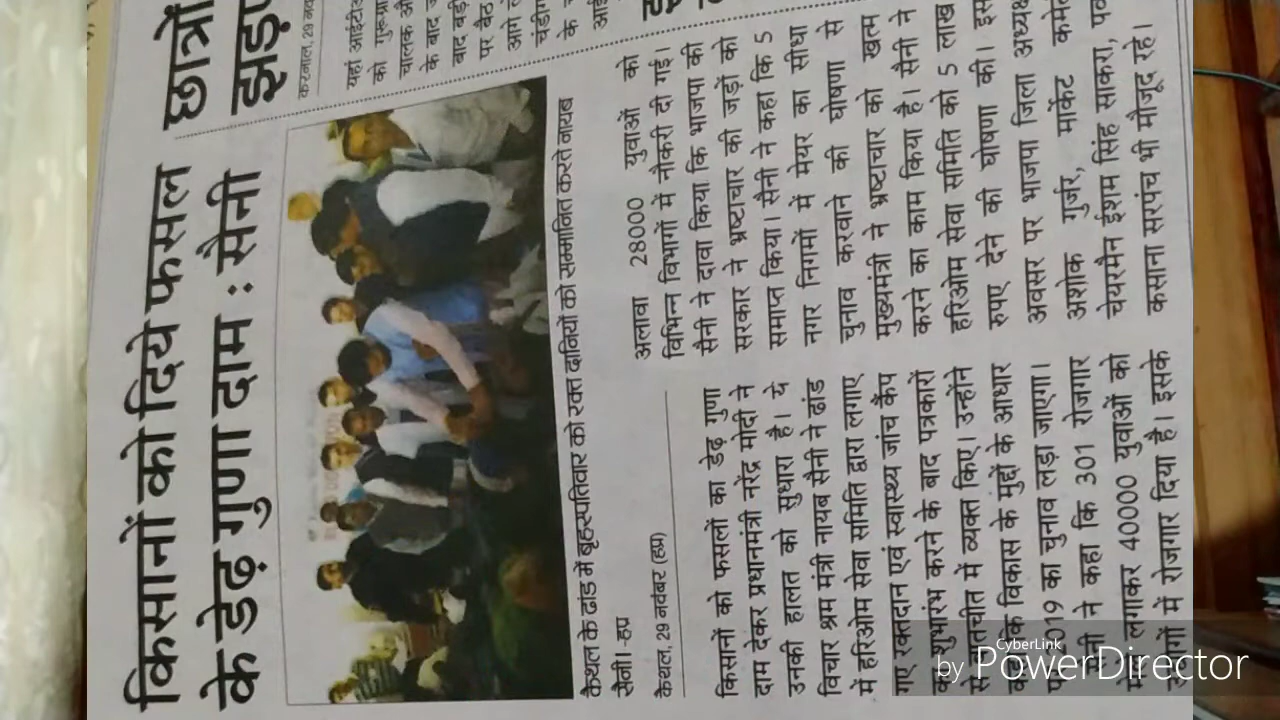 किसानों को दिये फसल
के डेढ़ गुणा दाम : सैनी
कैथल के ढांड में बृहस्पतिवार को रक्त दानियों को सम्मानित करते नायब
सैनी। -हप्र
कैथल, 29 नवंबर (हप्र)
किसानों को फसलों का डेढ़ गुणा
दाम देकर प्रधानमंत्री नरेंद्र मोदी ने
उनकी हालत को सुधारा है। ये
विचार श्रम मंत्री नायब सैनी ने ढांड
में हरिओम सेवा समिति द्वारा लगाए
गए रक्तदान एवं स्वास्थ्य जांच कैंप
शुभारंभ करने के बाद पत्रकारों
से बातचीत में व्यक्त किए। उन्होंने
कि विकास के मुद्दों के आधार
2019 का चुनाव लड़ा जाएगा।
ने कहा कि 301 रोजगार
लगाकर 40000 युवाओं को
में रोजगार दिया है। इसके
अलावा 28000 युवाओं को
विभिन्न विभागों में नौकरी दी गई।
सैनी ने दावा किया कि भाजपा की
सरकार ने भ्रष्टाचार की जड़ों को
समाप्त किया। सैनी ने कहा कि 5
नगर निगमों में मेयर का सीधा
चुनाव करवाने की घोषणा से
मुख्यमंत्री ने भ्रष्टाचार को खत्म
करने का काम किया है। सैनी ने
हरिओम सेवा समिति को 5 लाख
रुपए देने की घोषणा की। इस
अवसर पर भाजपा जिला अध्यक्ष
अशोक गुर्जर, मार्केट कमेटी
चेयरमैन ईशम सिंह साकरा,
कसाना सरपंच भी मौजूद रहे।
छात्रों
करनाल, 29
यहां आईटीआई
को
चालक
के बाद
बाद
पर बैठ
आगे
के
by CyberLink
PowerDirector